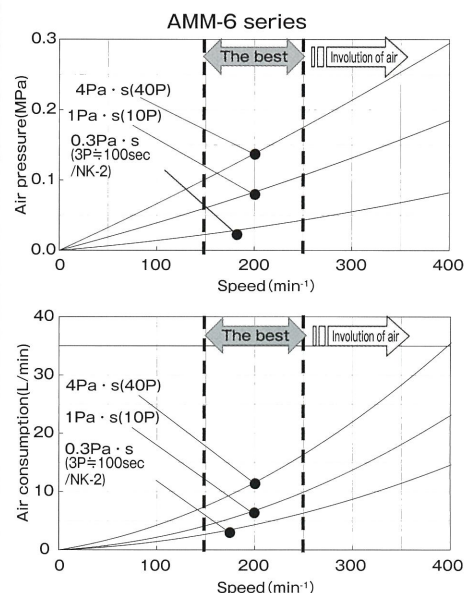 AMM-6 series
Air pressure(MPa)
0.3
0.2
0.1
0.0
The best
Involution of air
4Pa・s(40P)
1Pa・s(10P)
0.3Pa・s
(3P≒100sec
/NK-2)
0
100
200
300
400
Speed(min-1)
Air consumption(L/min)
40
30
20
10
0
The best
Involution of air
4Pa・s(40P)
1Pa・s(10P)
0.3Pa・s
(3P≒100sec
/NK-2)
0
100
200
300
400
Speed(min-1)